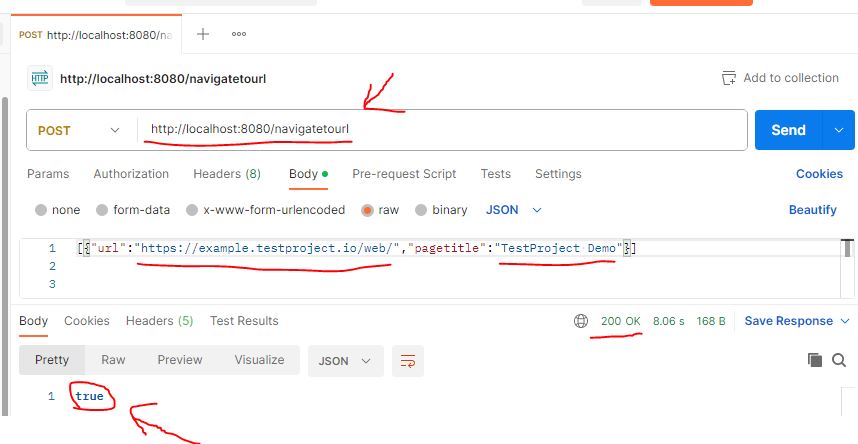 POST http://localhost:8080/na
http://localhost:8080/navigatetourl
Add to collection
POST http://localhost:8080/navigatetourl Send
Params Authorization Headers (8) Body Pre-request Script Tests Settings Cookies
none form-data x-www-form-urlencoded raw binary JSON Beautify
1 [{"url":"https://example.testproject.io/web/","pagetitle":"TestProject Demo"}]
2
3
Body Cookies Headers (5) Test Results 200 OK 8.06 s 168 B Save Response
Pretty Raw Preview Visualize JSON
1 true